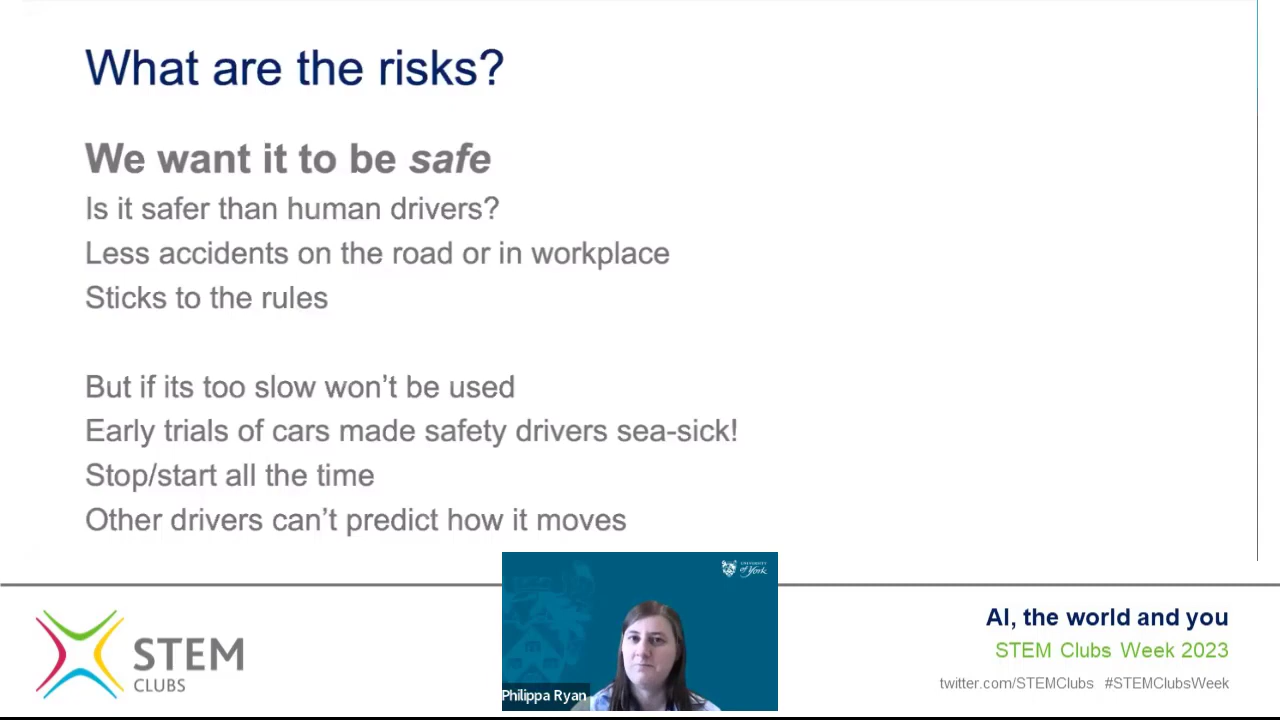 What are the risks?
We want it to be safe
Is it safer than human drivers?
Less accidents on the road or in workplace
Sticks to the rules
But if its too slow won’t be used
Early trials of cars made safety drivers sea-sick!
Stop/start all the time
Other drivers can’t predict how it moves
UNIVERSITY
of York
Philippa Ryan
STEM
CLUBS
AI, the world and you
STEM Clubs Week 2023
twitter.com/STEMClubs #STEMClubsWeek